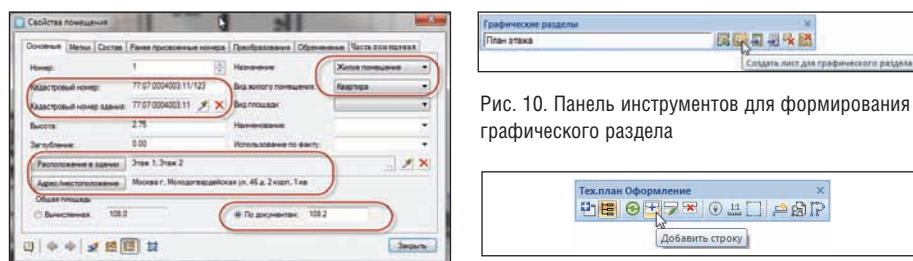 Свойства помещения
Основные Метки Состав Ранее присвоенные номера Преобразование Обременения Часть помещения
Номер: 1 Назначение: Жилое помещение
Кадастровый номер: 77:07:0004003:11/123 Вид жилого помещения: Квартира
Кадастровый номер здания: 77:07:0004003:11 Вид площади:
Высота: 2.75 Наименование:
Заглубление: 0.00 Использование по факту:
Расположение в здании Этаж 1; Этаж 2
Адрес/местоположение Москва г, Молодогвардейская ул, 46 д, 2 корп, 1 кв
Общая площадь
Вычисленная: 108.0 По документам: 108.2
Закрыть
Графические разделы
План этажа
Создать лист для графического раздела
Рис. 10. Панель инструментов для формирования
графического раздела
Тех.план Оформление
1:1
Добавить строку